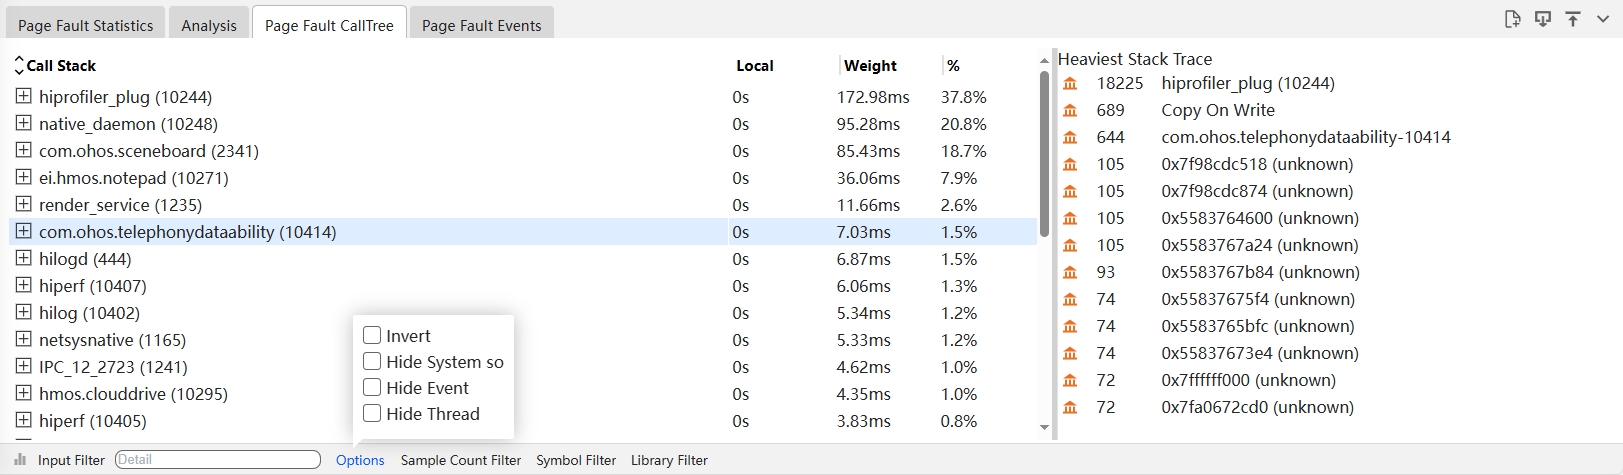 Page Fault Statistics Analysis Page Fault CallTree Page Fault Events
Call Stack Local Weight %
hiprofiler_plug (10244) 0s 172.98ms 37.8%
native_daemon (10248) 0s 95.28ms 20.8%
com.ohos.sceneboard (2341) 0s 85.43ms 18.7%
ei.hmos.notepad (10271) 0s 36.06ms 7.9%
render_service (1235) 0s 11.66ms 2.6%
com.ohos.telephonydataability (10414) 0s 7.03ms 1.5%
hilogd (444) 0s 6.87ms 1.5%
hiperf (10407) 0s 6.06ms 1.3%
hilog (10402) 0s 5.34ms 1.2%
netsysnative (1165) 0s 5.33ms 1.2%
IPC_12_2723 (1241) 0s 4.62ms 1.0%
hmos.clouddrive (10295) 0s 4.35ms 1.0%
hiperf (10405) 0s 3.83ms 0.8%
Invert
Hide System so
Hide Event
Hide Thread
Heaviest Stack Trace
18225 hiprofiler_plug (10244)
689 Copy On Write
644 com.ohos.telephonydataability-10414
105 0x7f98cdc518 (unknown)
105 0x7f98cdc874 (unknown)
105 0x5583764600 (unknown)
105 0x5583767a24 (unknown)
93 0x5583767b84 (unknown)
74 0x55837675f4 (unknown)
74 0x5583765bfc (unknown)
74 0x55837673e4 (unknown)
72 0x7ffffff000 (unknown)
72 0x7fa0672cd0 (unknown)
Input Filter Detail Options Sample Count Filter Symbol Filter Library Filter